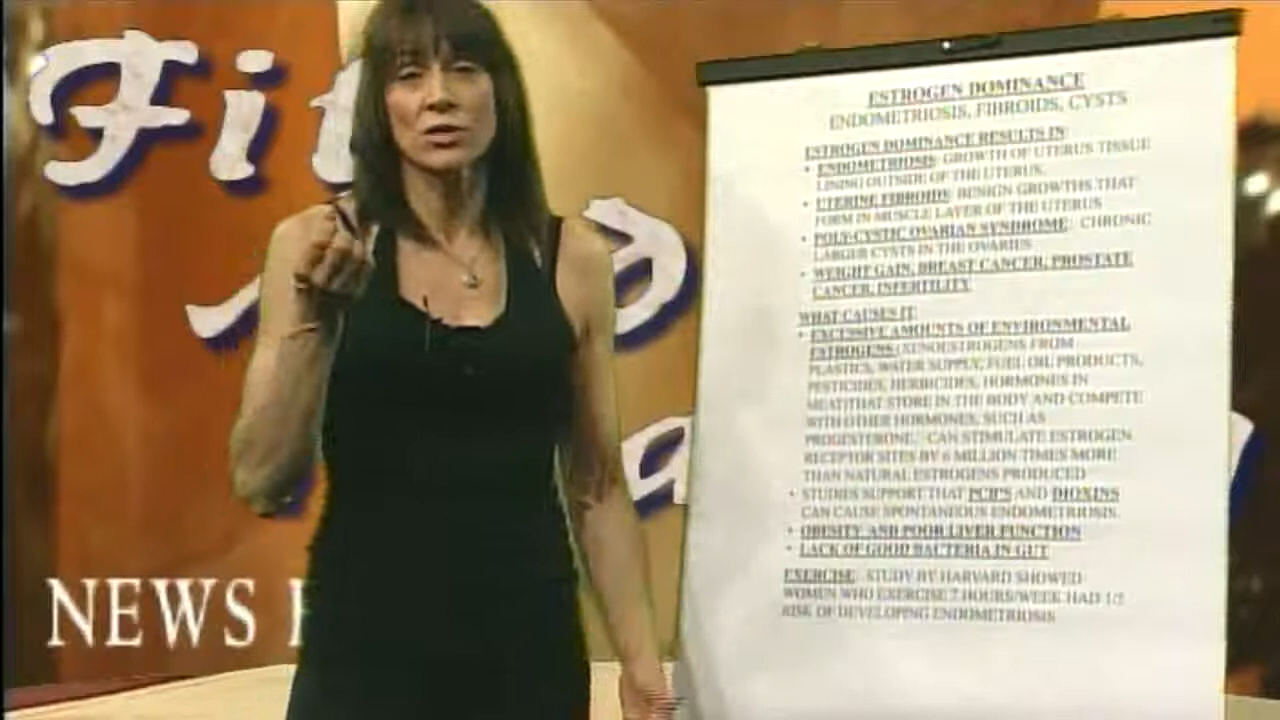 Fit
NEWS
ESTROGEN DOMINANCE
ENDOMETRIOSIS, FIBROIDS, CYSTS
ESTROGEN DOMINANCE RESULTS IN:
• ENDOMETRIOSIS: GROWTH OF UTERUS TISSUE
LINING OUTSIDE OF THE UTERUS.
• UTERINE FIBROIDS: BENIGN GROWTHS THAT
FORM IN MUSCLE LAYER OF THE UTERUS
• POLY-CYSTIC OVARIAN SYNDROME: CHRONIC
LARGER CYSTS IN THE OVARIES
• WEIGHT GAIN, BREAST CANCER, PROSTATE
CANCER, INFERTILITY
WHAT CAUSES IT:
• EXCESSIVE AMOUNTS OF ENVIRONMENTAL
ESTROGENS (XENOESTROGENS FROM
PLASTICS, WATER SUPPLY, FUEL OIL PRODUCTS,
PESTICIDES, HERBICIDES, HORMONES IN
MEAT)THAT STORE IN THE BODY AND COMPETE
WITH OTHER HORMONES, SUCH AS
PROGESTERONE. CAN STIMULATE ESTROGEN
RECEPTOR SITES BY 6 MILLION TIMES MORE
THAN NATURAL ESTROGENS PRODUCED
• STUDIES SUPPORT THAT PCB'S AND DIOXINS
CAN CAUSE SPONTANEOUS ENDOMETRIOSIS.
• OBESITY AND POOR LIVER FUNCTION
• LACK OF GOOD BACTERIA IN GUT
EXERCISE: STUDY BY HARVARD SHOWED
WOMEN WHO EXERCISE 7 HOURS/WEEK HAD 1/2
RISK OF DEVELOPING ENDOMETRIOSIS